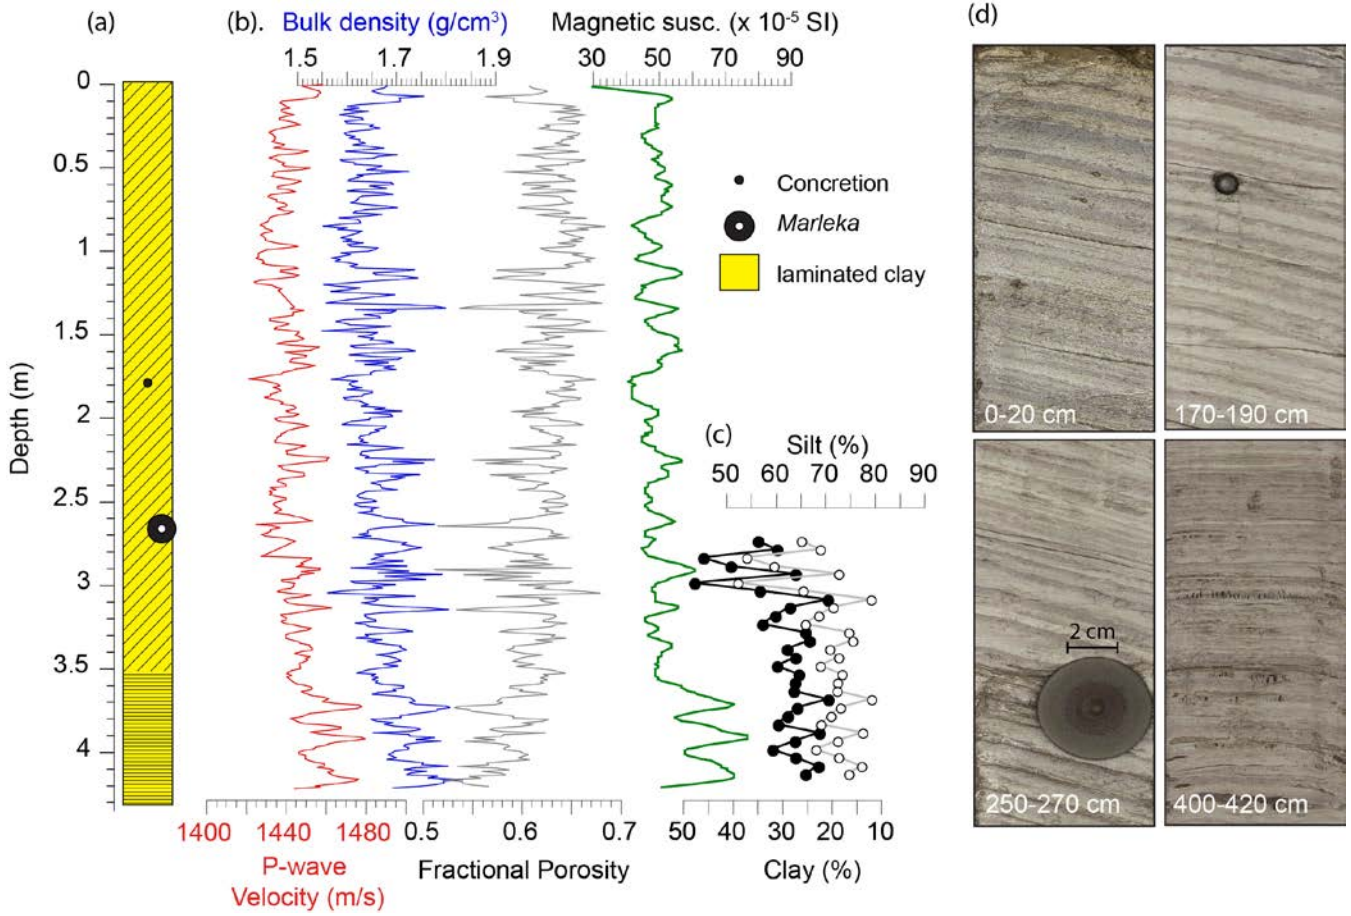 (a)
(b).
Bulk density (g/cm³)
1.5 1.7 1.9
Magnetic susc. (x 10⁻⁵ SI)
30 50 70 90
(d)
0
0.5
1
1.5
2
2.5
3
3.5
4
Depth (m)
Concretion
Marleka
laminated clay
(c)
Silt (%)
50 60 70 80 90
1400 1440 1480
P-wave
Velocity (m/s)
0.5 0.6 0.7
Fractional Porosity
50 40 30 20 10
Clay (%)
0-20 cm
170-190 cm
2 cm
250-270 cm
400-420 cm